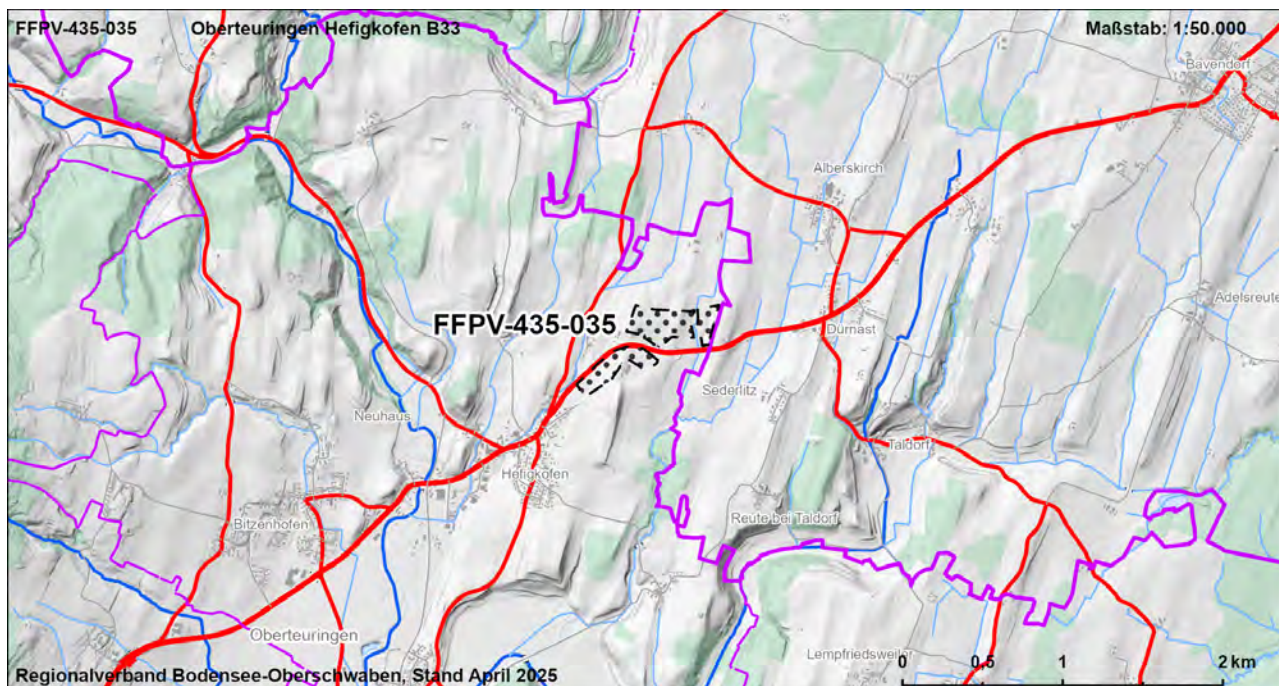 FFPV-435-035 Oberteuringen Hefigkofen B33 Maßstab: 1:50.000
Bavendorf
Alberskirch
Adelsreute
FFPV-435-035
Dürnast
Sederlitz
Neuhaus
Taldorf
Hefigkofen
Reute bei Taldorf
Bitzenhofen
Oberteuringen
Lempfriedsweiler
0 0,5 1 2 km
Regionalverband Bodensee-Oberschwaben, Stand April 2025